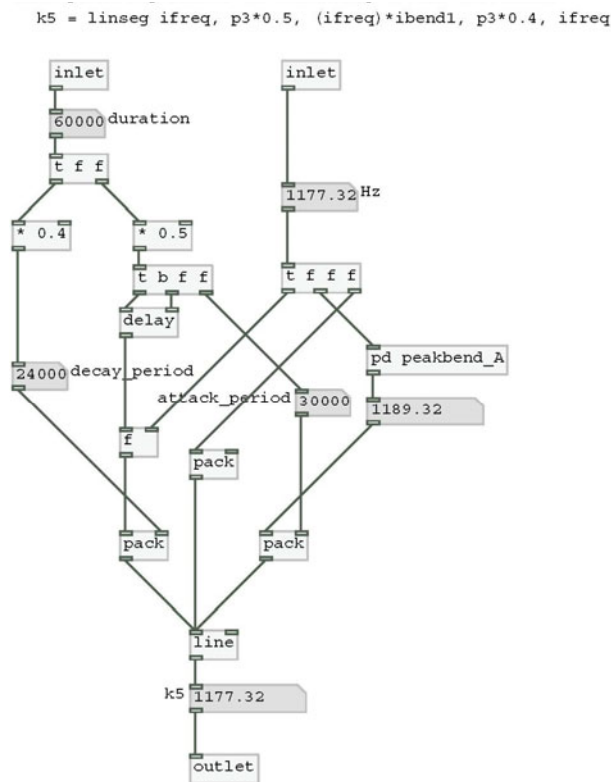 k5 = linseg ifreq, p3*0.5, (ifreq)*ibend1, p3*0.4, ifreq
inlet
inlet
60000 duration
t f f
1177.32 Hz
* 0.4
* 0.5
t b f f
t f f f
delay
pd peakbend_A
24000 decay_period
attack_period 30000
1189.32
f
pack
pack
pack
line
k5 1177.32
outlet